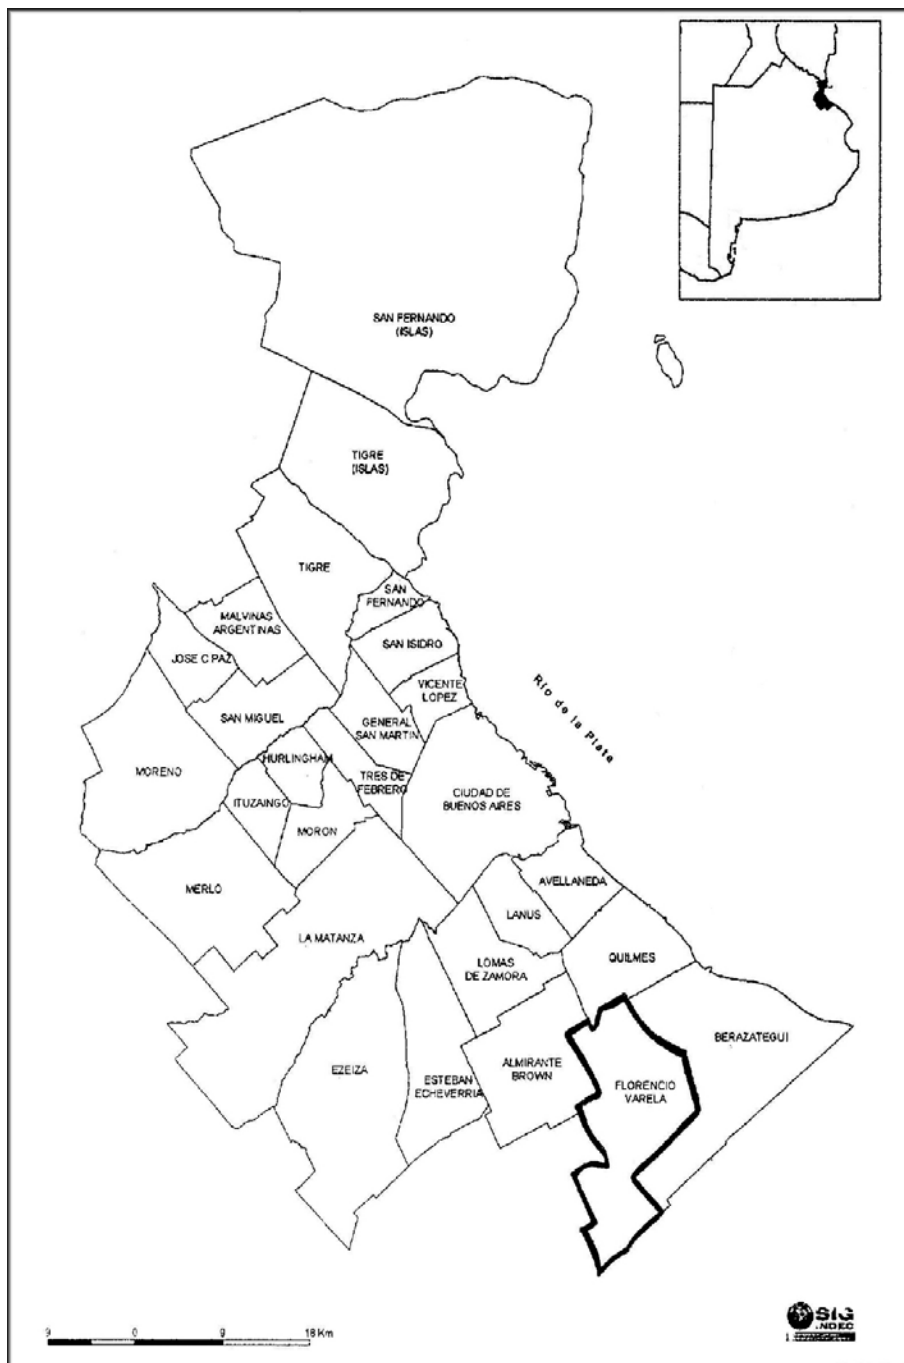 SAN FERNANDO
(ISLAS)
TIGRE
(ISLAS)
TIGRE
SAN
FERNANDO
MALVINAS
ARGENTINAS
SAN ISIDRO
JOSE C PAZ
VICENTE
LOPEZ
Río de la Plata
SAN MIGUEL
GENERAL
SAN MARTIN
HURLINGHAM
MORENO
TRES DE
FEBRERO
CIUDAD DE
BUENOS AIRES
ITUZAINGO
MORON
MERLO
AVELLANEDA
LANUS
LA MATANZA
LOMAS
DE ZAMORA
QUILMES
BERAZATEGUI
EZEIZA
ALMIRANTE
BROWN
ESTEBAN
ECHEVERRIA
FLORENCIO
VARELA
9 0 9 18 Km
SIG
INDEC